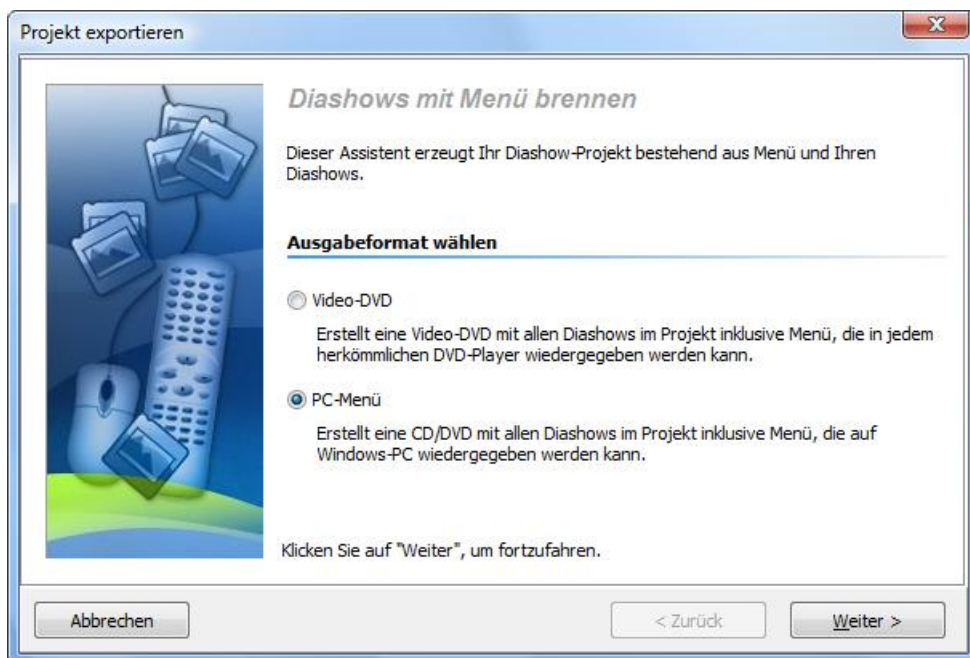 Projekt exportieren
Diashows mit Menü brennen
Dieser Assistent erzeugt Ihr Diashow-Projekt bestehend aus Menü und Ihren
Diashows.
Ausgabeformat wählen
Video-DVD
Erstellt eine Video-DVD mit allen Diashows im Projekt inklusive Menü, die in jedem
herkömmlichen DVD-Player wiedergegeben werden kann.
PC-Menü
Erstellt eine CD/DVD mit allen Diashows im Projekt inklusive Menü, die auf
Windows-PC wiedergegeben werden kann.
Klicken Sie auf "Weiter", um fortzufahren.
Abbrechen
< Zurück
Weiter >